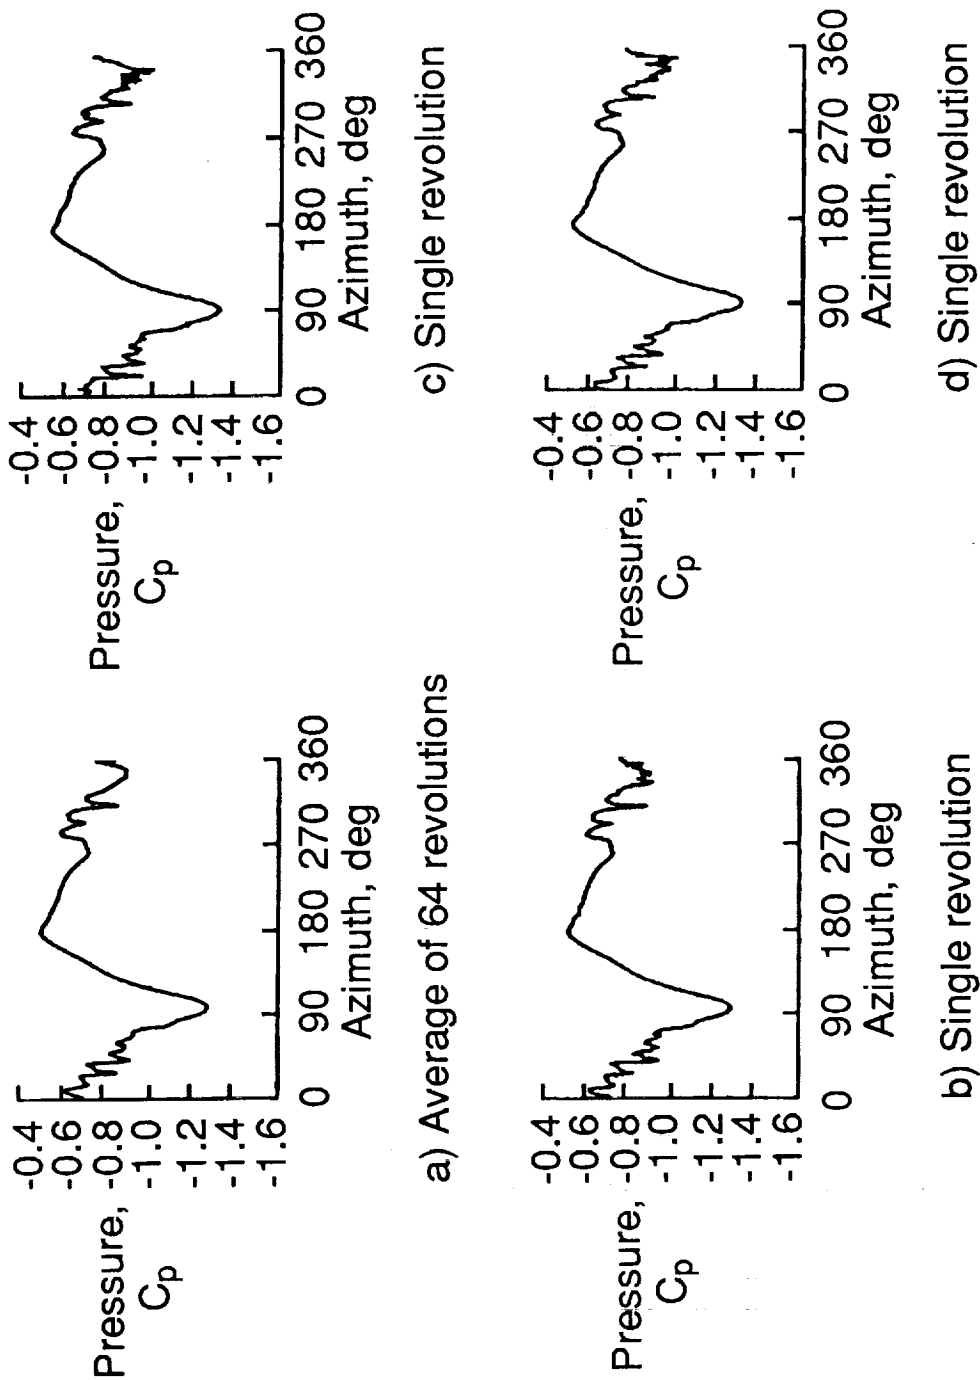 -0.4
-0.6
-0.8
-1.0
-1.2
-1.4
-1.6
Pressure,
Cp
0 90 180 270 360
Azimuth, deg
a) Average of 64 revolutions
-0.4
-0.6
-0.8
-1.0
-1.2
-1.4
-1.6
Pressure,
Cp
0 90 180 270 360
Azimuth, deg
b) Single revolution
-0.4
-0.6
-0.8
-1.0
-1.2
-1.4
-1.6
Pressure,
Cp
0 90 180 270 360
Azimuth, deg
c) Single revolution
-0.4
-0.6
-0.8
-1.0
-1.2
-1.4
-1.6
Pressure,
Cp
0 90 180 270 360
Azimuth, deg
d) Single revolution